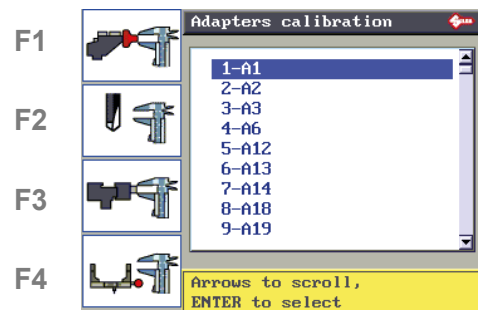 F1
F2
F3
F4
Adapters calibration
1-A1
2-A2
3-A3
4-A6
5-A12
6-A13
7-A14
8-A18
9-A19
Arrows to scroll,
ENTER to select